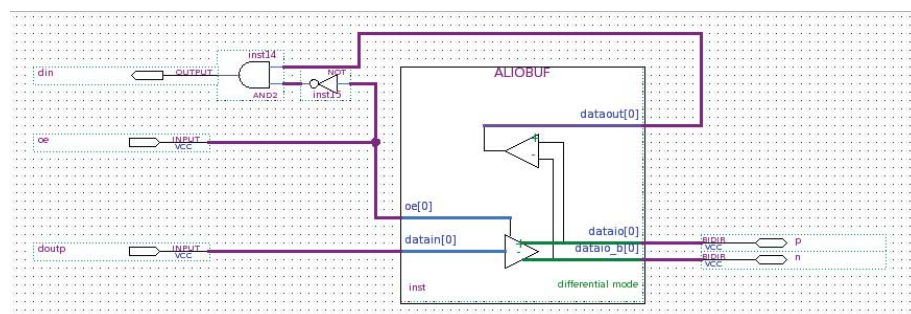 inst14
ALIOBUF
din
OUTPUT
NOT
AND2
inst15
dataout[0]
+
-
oe
INPUT
VCC
oe[0]
dataio[0]
datain[0]
dataio_b[0]
+
-
doutp
INPUT
VCC
BIDIR
VCC
p
BIDIR
VCC
n
inst
differential mode